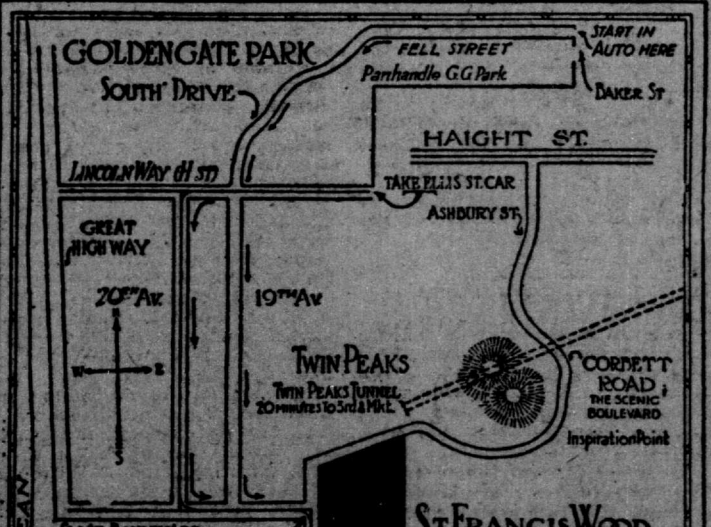 GOLDEN GATE PARK
START IN
AUTO HERE
FELL STREET
Panhandle G.G Park
SOUTH DRIVE
BAKER ST
HAIGHT ST.
LINCOLN WAY (H ST)
TAKE ELLIS ST. CAR
ASHBURY ST.
GREAT
HIGHWAY
20TH AV.
19TH AV.
N
W
E
S
TWIN PEAKS
TWIN PEAKS TUNNEL
20 MINUTES TO 3rd & Mkt.
CORBETT
ROAD;
THE SCENIC
BOULEVARD
Inspiration Point
ST. FRANCIS WOOD